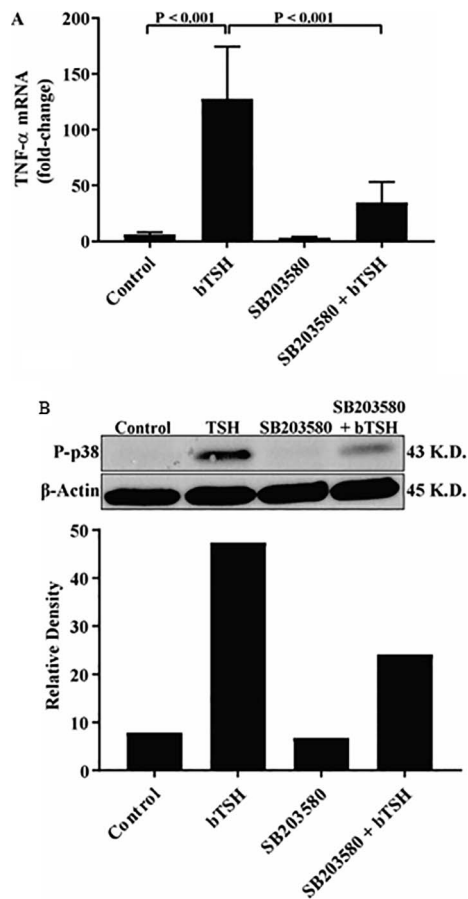 A
P < 0.001
P < 0.001
TNF-α mRNA
(fold-change)
200
150
100
50
0
Control
bTSH
SB203580
SB203580 + bTSH
B
Control
TSH
SB203580
SB203580
+ bTSH
P-p38
43 K.D.
β-Actin
45 K.D.
Relative Density
50
40
30
20
10
0
Control
bTSH
SB203580
SB203580 + bTSH